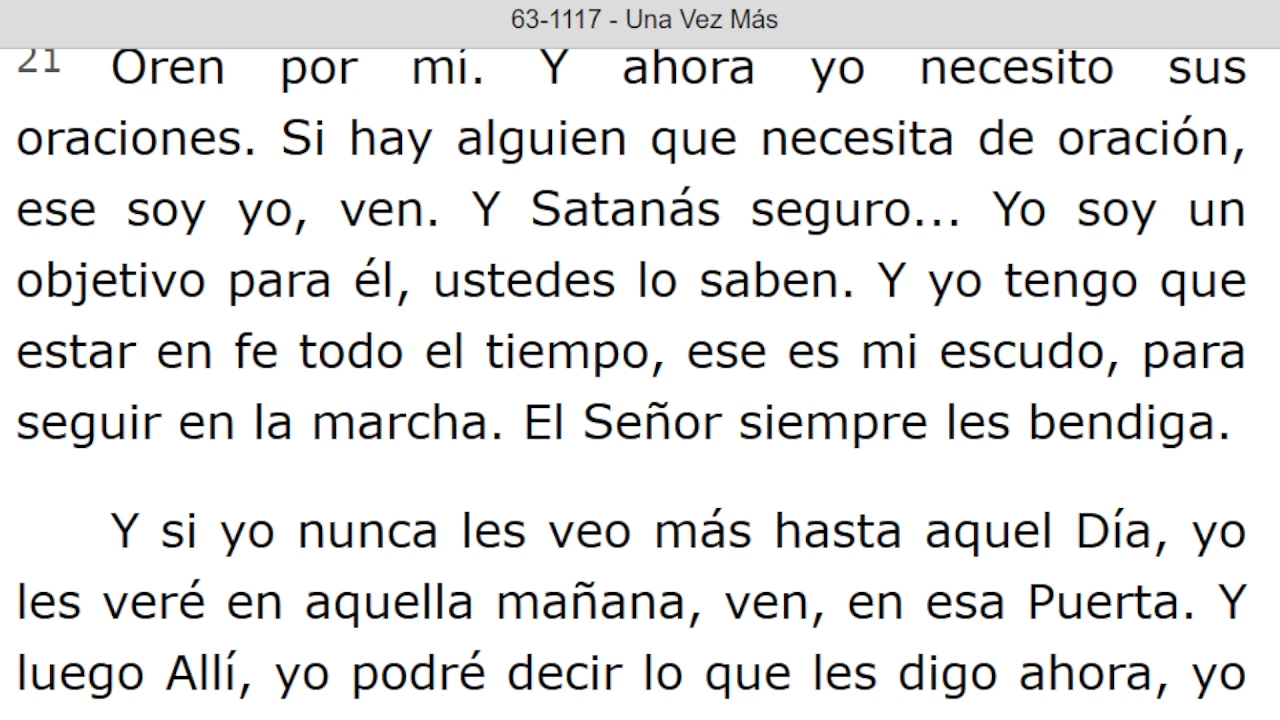 63-1117 - Una Vez Más
21 Oren por mí. Y ahora yo necesito sus
oraciones. Si hay alguien que necesita de oración,
ese soy yo, ven. Y Satanás seguro... Yo soy un
objetivo para él, ustedes lo saben. Y yo tengo que
estar en fe todo el tiempo, ese es mi escudo, para
seguir en la marcha. El Señor siempre les bendiga.
Y si yo nunca les veo más hasta aquel Día, yo
les veré en aquella mañana, ven, en esa Puerta. Y
luego Allí, yo podré decir lo que les digo ahora, yo